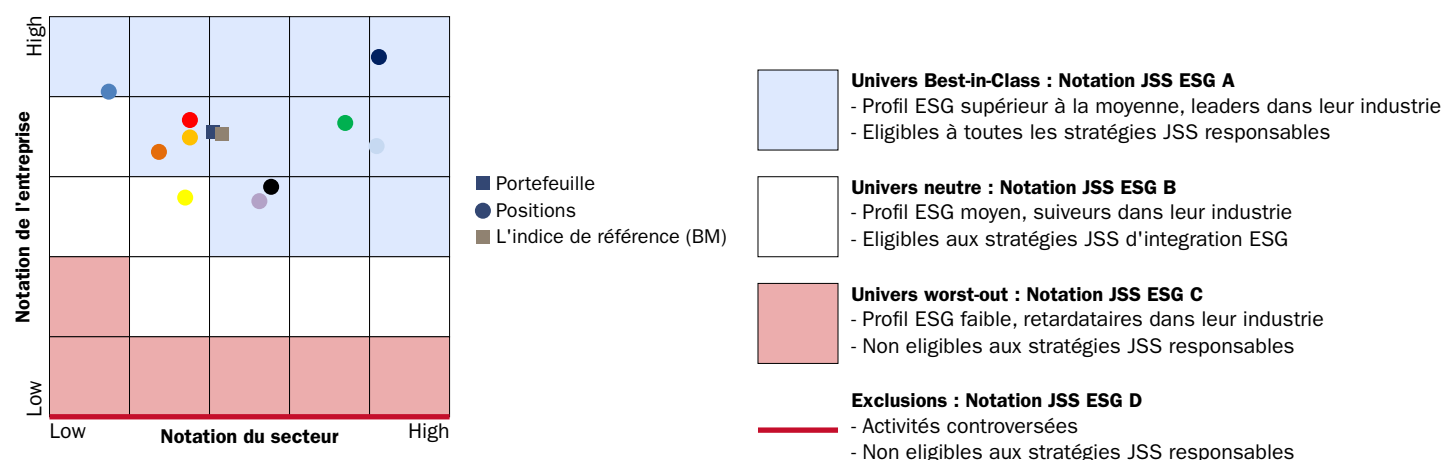 High
Notation de l'entreprise
Low
Low
Notation du secteur
High
Portefeuille
Positions
L'indice de référence (BM)
Univers Best-in-Class : Notation JSS ESG A
- Profil ESG supérieur à la moyenne, leaders dans leur industrie
- Eligibles à toutes les stratégies JSS responsables
Univers neutre : Notation JSS ESG B
- Profil ESG moyen, suiveurs dans leur industrie
- Eligibles aux stratégies JSS d'integration ESG
Univers worst-out : Notation JSS ESG C
- Profil ESG faible, retardataires dans leur industrie
- Non eligibles aux stratégies JSS responsables
Exclusions : Notation JSS ESG D
- Activités controversées
- Non eligibles aux stratégies JSS responsables